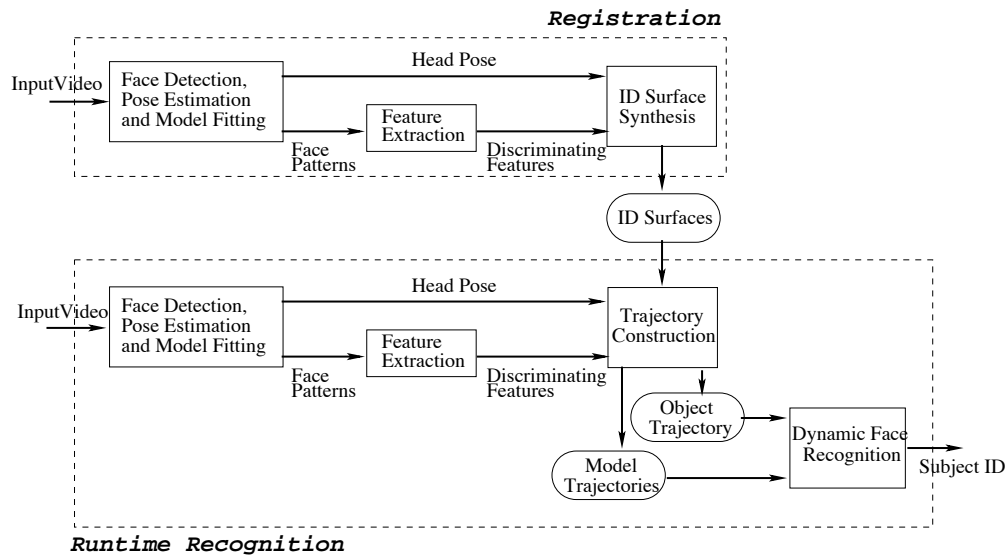 Registration
InputVideo
Face Detection,
Pose Estimation
and Model Fitting
Head Pose
Face
Patterns
Feature
Extraction
Discriminating
Features
ID Surface
Synthesis
ID Surfaces
InputVideo
Face Detection,
Pose Estimation
and Model Fitting
Head Pose
Face
Patterns
Feature
Extraction
Discriminating
Features
Trajectory
Construction
Object
Trajectory
Model
Trajectories
Dynamic Face
Recognition
Subject ID
Runtime Recognition